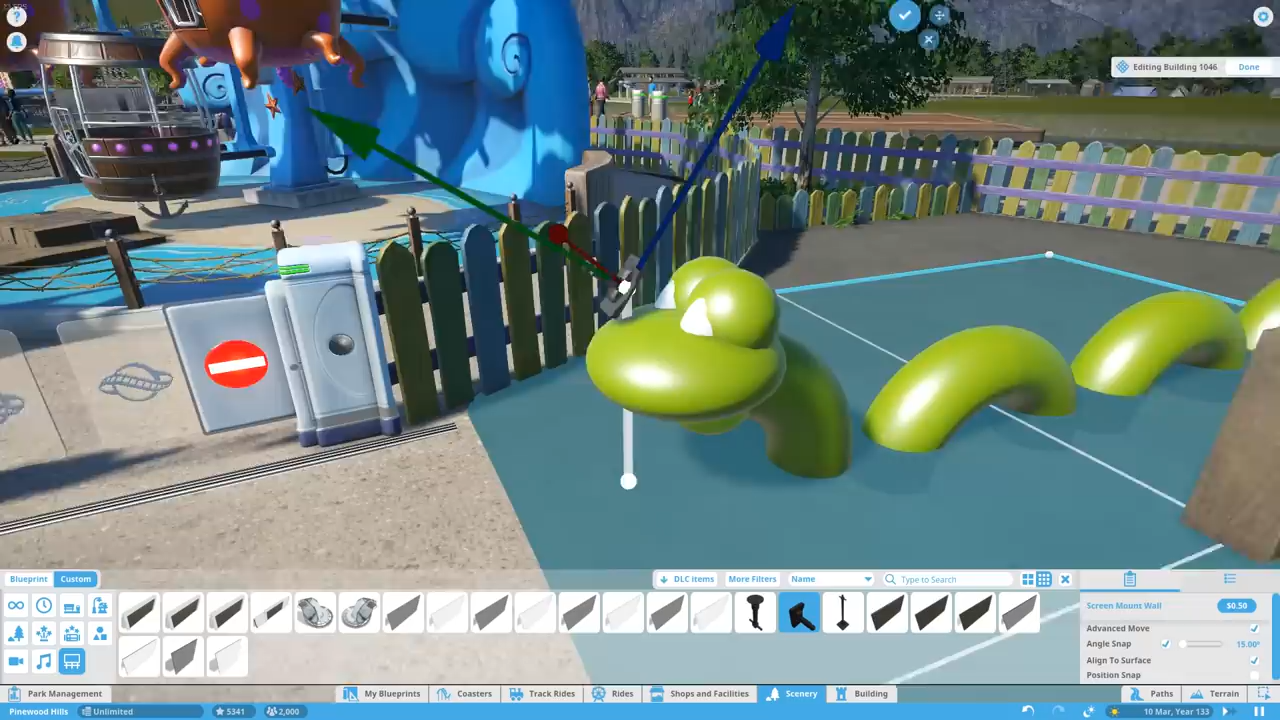 Editing Building 1046 Done
Blueprint Custom
DLC Items More Filters Name Type to Search
Screen Mount Wall $0.50
Advanced Move
Angle Snap 15.00°
Align To Surface
Position Snap
Park Management My Blueprints Coasters Track Rides Rides Shops and Facilities Scenery Building Paths Terrain
Pinewood Hills Unlimited 5341 2,000 10 Mar, Year 133